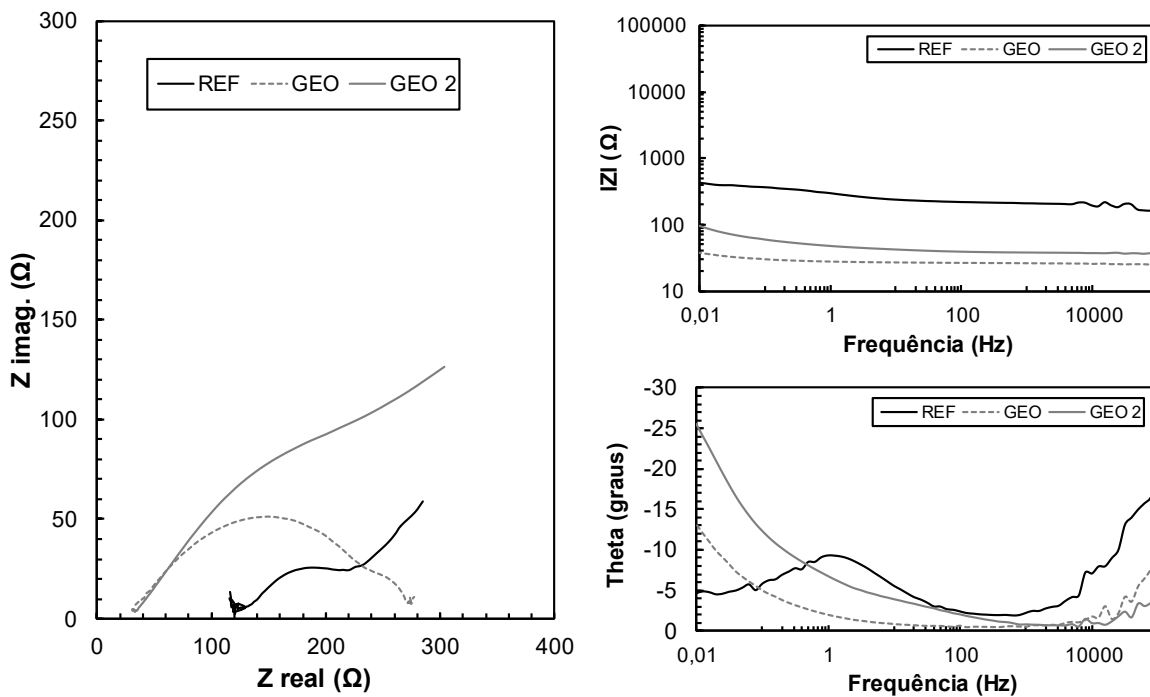 300
250
200
150
100
50
0
Z imag. (Ω)
REF GEO GEO 2
0 100 200 300 400
Z real (Ω)
100000
10000
1000
100
10
IZI (Ω)
REF GEO GEO 2
0,01 1 100 10000
Frequência (Hz)
-30
-25
-20
-15
-10
-5
0
Theta (graus)
REF GEO GEO 2
0,01 1 100 10000
Frequência (Hz)